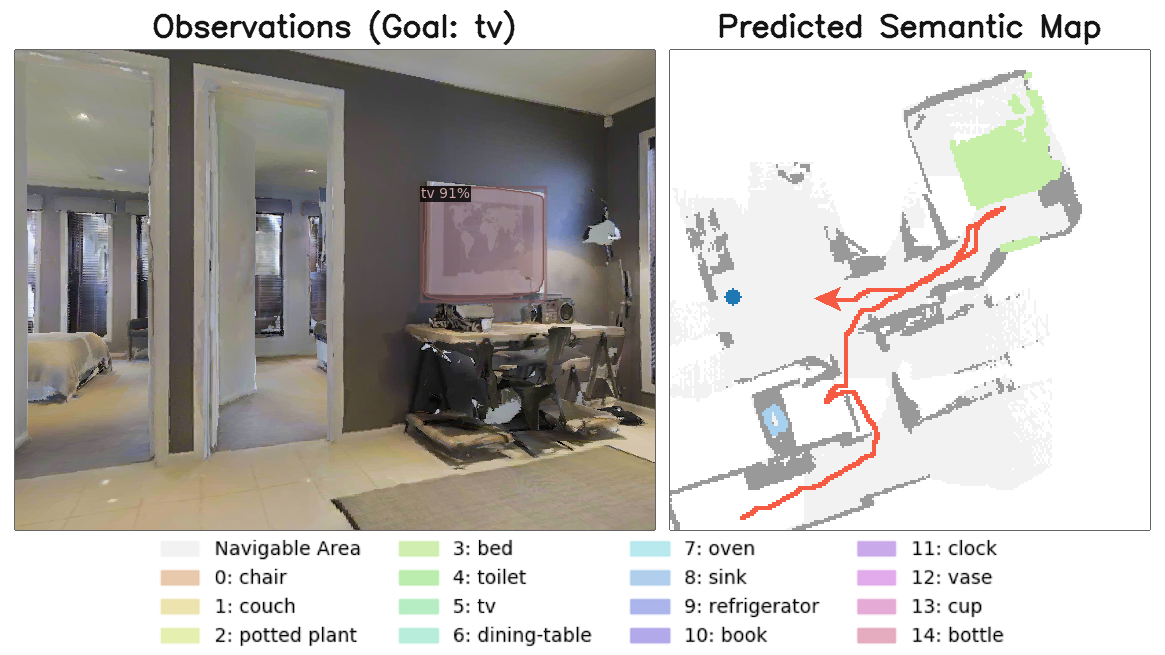 Observations (Goal: tv)
Predicted Semantic Map
tv 91%
Navigable Area
0: chair
1: couch
2: potted plant
3: bed
4: toilet
5: tv
6: dining-table
7: oven
8: sink
9: refrigerator
10: book
11: clock
12: vase
13: cup
14: bottle